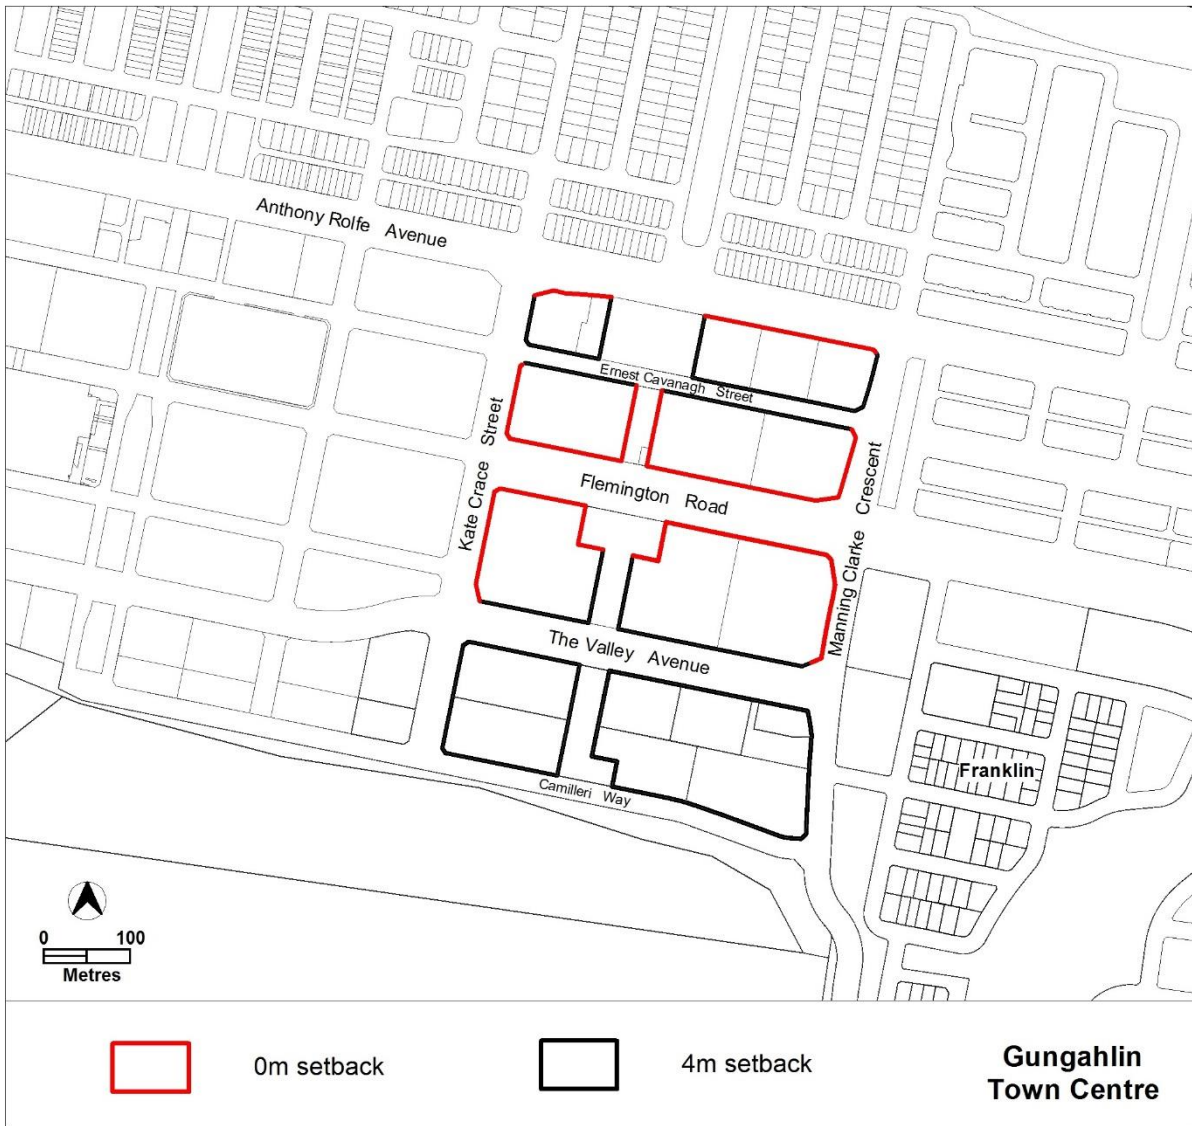 Anthony Rolfe Avenue
Ernest Cavanagh Street
Kate Crace Street
Flemington Road
Manning Clarke Crescent
The Valley Avenue
Camilleri Way
Franklin
0 100
Metres
0m setback
4m setback
Gungahlin
Town Centre